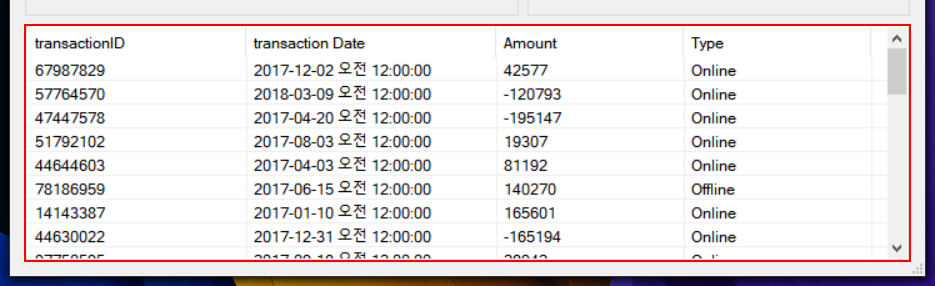 transactionID transaction Date Amount Type
67987829 2017-12-02 오전 12:00:00 42577 Online
57764570 2018-03-09 오전 12:00:00 -120793 Online
47447578 2017-04-20 오전 12:00:00 -195147 Online
51792102 2017-08-03 오전 12:00:00 19307 Online
44644603 2017-04-03 오전 12:00:00 81192 Online
78186959 2017-06-15 오전 12:00:00 140270 Offline
14143387 2017-01-10 오전 12:00:00 165601 Online
44630022 2017-12-31 오전 12:00:00 -165194 Online